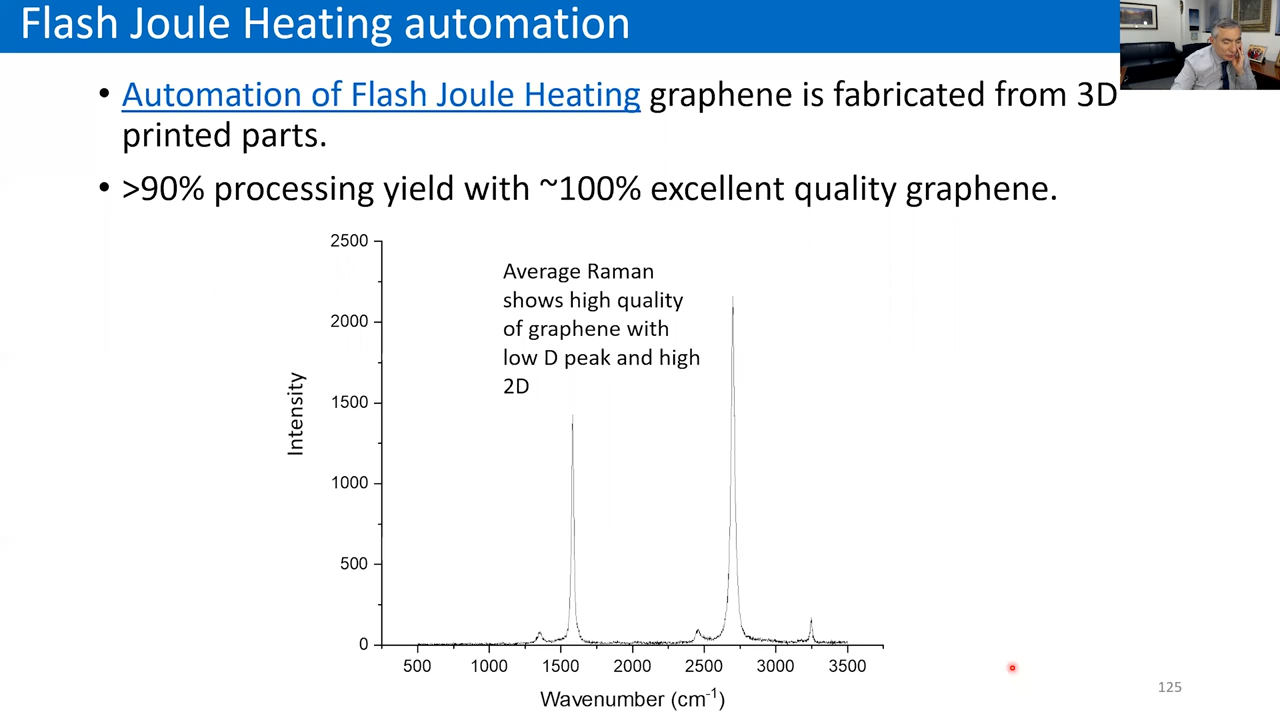 Flash Joule Heating automation
• Automation of Flash Joule Heating graphene is fabricated from 3D
printed parts.
• >90% processing yield with ~100% excellent quality graphene.
2500
2000
1500
1000
500
0
Intensity
Average Raman
shows high quality
of graphene with
low D peak and high
2D
500 1000 1500 2000 2500 3000 3500
Wavenumber (cm⁻¹)
125